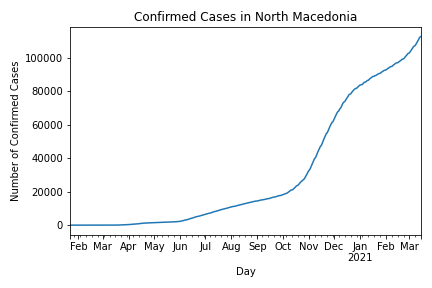 Confirmed Cases in North Macedonia
Number of Confirmed Cases
100000
80000
60000
40000
20000
0
Feb Mar Apr May Jun Jul Aug Sep Oct Nov Dec Jan Feb Mar
2021
Day